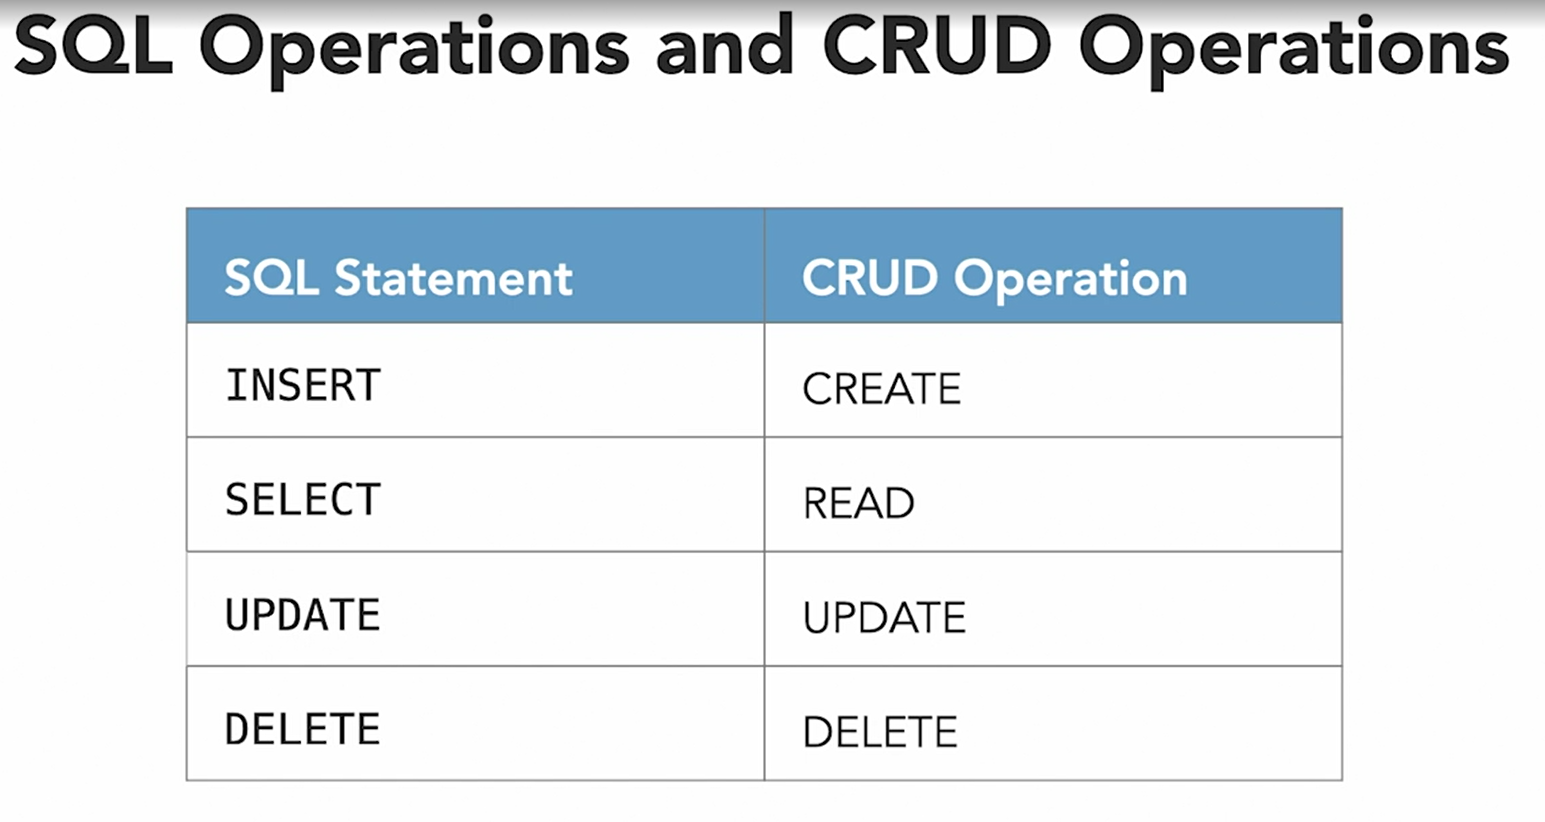 SQL Operations and CRUD Operations
SQL Statement CRUD Operation
INSERT CREATE
SELECT READ
UPDATE UPDATE
DELETE DELETE